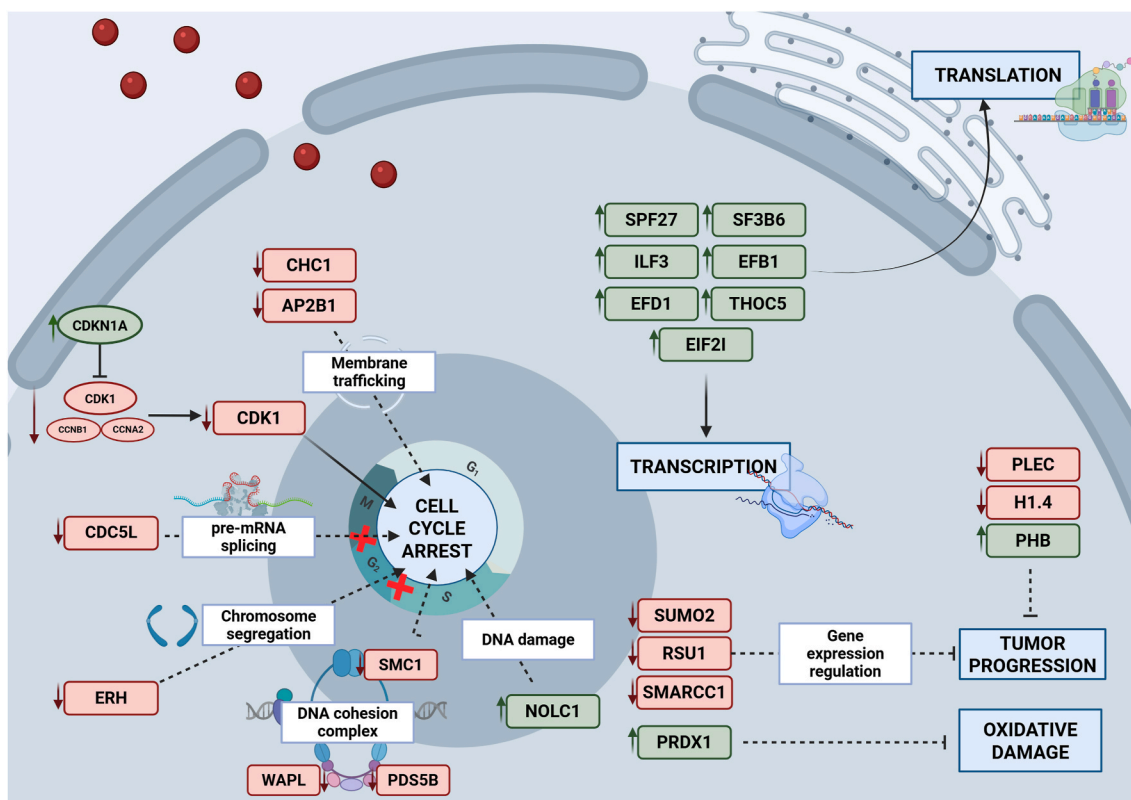 TRANSLATION
SPF27
SF3B6
ILF3
EFB1
EFD1
THOC5
EIF2I
TRANSCRIPTION
CHC1
AP2B1
Membrane
trafficking
CDKN1A
CDK1
CCNB1
CCNA2
CDK1
CELL
CYCLE
ARREST
G1
M
G2
S
CDC5L
pre-mRNA
splicing
Chromosome
segregation
ERH
SMC1
DNA cohesion
complex
WAPL
PDS5B
DNA damage
NOLC1
PLEC
H1.4
PHB
SUMO2
RSU1
SMARCC1
Gene
expression
regulation
TUMOR
PROGRESSION
PRDX1
OXIDATIVE
DAMAGE